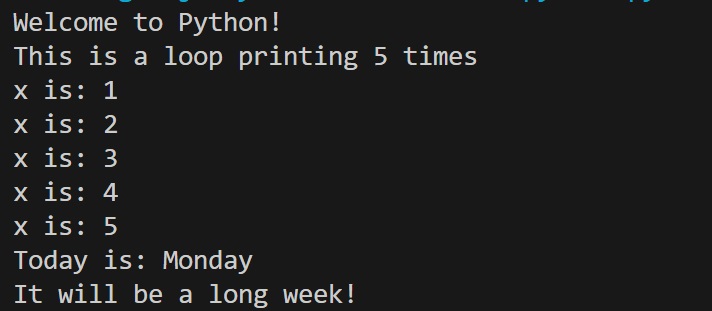 Welcome to Python!
This is a loop printing 5 times
x is: 1
x is: 2
x is: 3
x is: 4
x is: 5
Today is: Monday
It will be a long week!